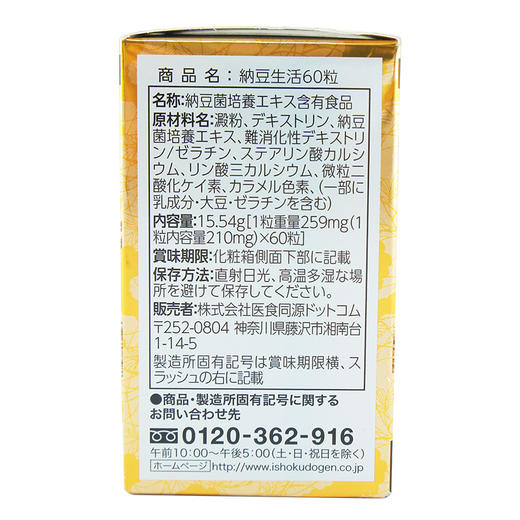 商品名：納豆生活60粒
名称:納豆菌培養エキス含有食品
原材料名:澱粉、デキストリン、納豆
菌培養エキス、難消化性デキストリ
ン/ゼラチン、ステアリン酸カルシ
ウム、リン酸三カルシウム、微粒二
酸化ケイ素、カラメル色素、(一部に
乳成分・大豆・ゼラチンを含む)
内容量:15.54g[1粒重量259mg(1
粒内容量210mg)×60粒]
賞味期限:化粧箱側面下部に記載
保存方法:直射日光、高温多湿な場
所を避けて保存してください。
販売者:株式会社医食同源ドットコム
〒252-0804 神奈川県藤沢市湘南台
1-14-5
製造所固有記号は賞味期限横、ス
ラッシュの右に記載
●商品・製造所固有記号に関する
お問い合わせ先
0120-362-916
午前10:00〜午後5:00(土・日・祝日を除く)
ホームページ http://www.ishokudogen.co.jp